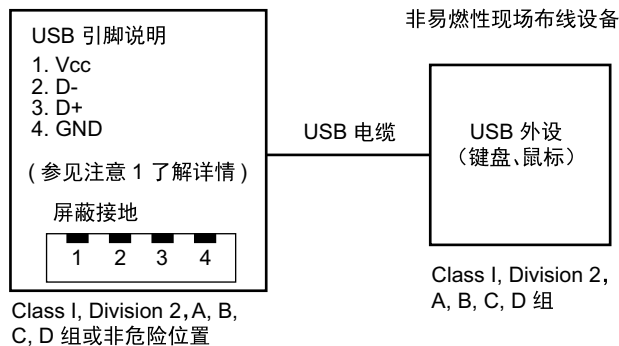 USB 引脚说明
1. Vcc
2. D-
3. D+
4. GND
( 参见注意 1 了解详情 )
屏蔽接地
1 2 3 4
Class I, Division 2，A, B,
C, D 组或非危险位置
USB 电缆
非易燃性现场布线设备
USB 外设
（键盘、鼠标）
Class I, Division 2，
A, B, C, D 组